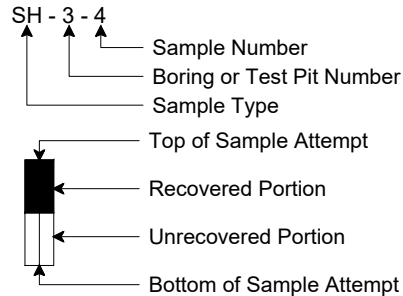 SH - 3 - 4
Sample Number
Boring or Test Pit Number
Sample Type
Top of Sample Attempt
Recovered Portion
Unrecovered Portion
Bottom of Sample Attempt